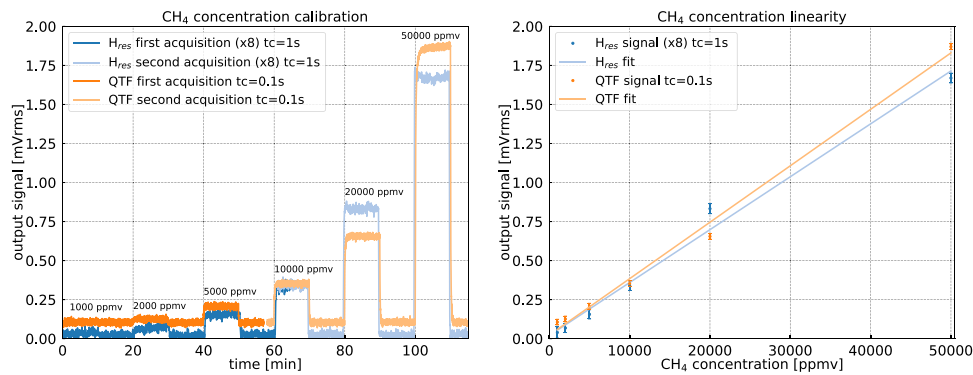 CH₄ concentration calibration
output signal [mVrms]
2.00
1.75
1.50
1.25
1.00
0.75
0.50
0.25
0.00
H_res first acquisition (x8) tc=1s
H_res second acquisition (x8) tc=1s
QTF first acquisition tc=0.1s
QTF second acquisition tc=0.1s
50000 ppmv
20000 ppmv
10000 ppmv
5000 ppmv
2000 ppmv
1000 ppmv
0 20 40 60 80 100
time [min]
CH₄ concentration linearity
output signal [mVrms]
2.00
1.75
1.50
1.25
1.00
0.75
0.50
0.25
0.00
H_res signal (x8) tc=1s
H_res fit
QTF signal tc=0.1s
QTF fit
10000 20000 30000 40000 50000
CH₄ concentration [ppmv]